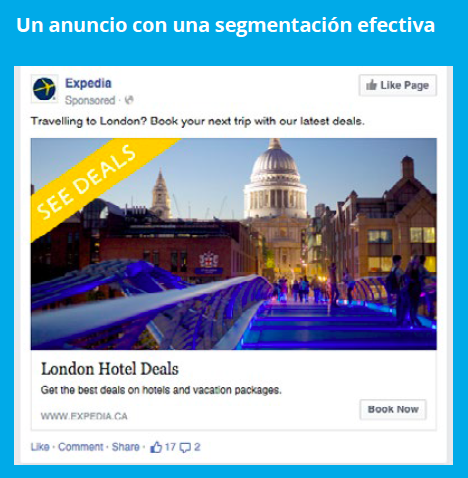 Un anuncio con una segmentación efectiva
Expedia
Like Page
Sponsored ·
Travelling to London? Book your next trip with our latest deals.
SEE DEALS
London Hotel Deals
Get the best deals on hotels and vacation packages.
WWW.EXPEDIA.CA
Book Now
Like · Comment · Share · 17 2